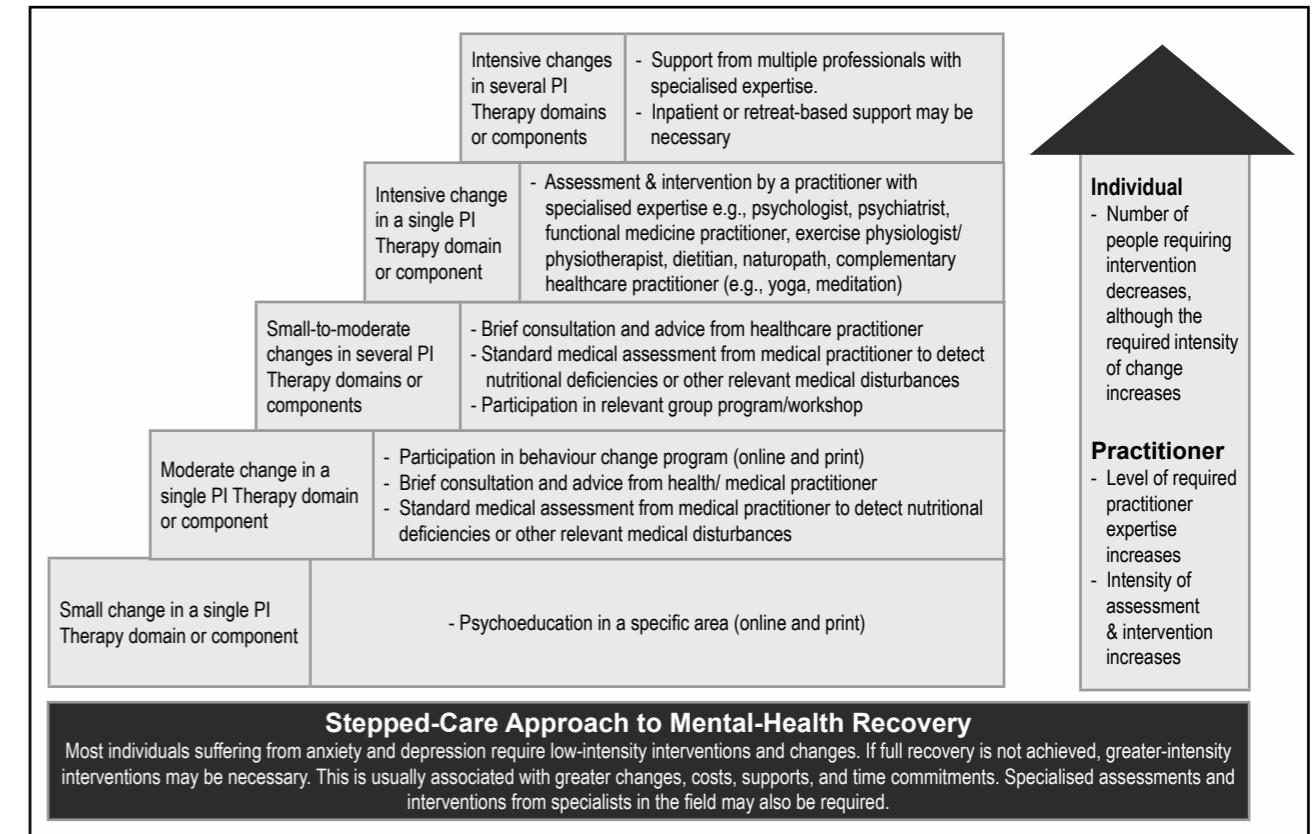 Intensive changes
in several PI
Therapy domains
or components
- Support from multiple professionals with
specialised expertise.
- Inpatient or retreat-based support may be
necessary
Intensive change
in a single PI
Therapy domain
or component
- Assessment & intervention by a practitioner with
specialised expertise e.g., psychologist, psychiatrist,
functional medicine practitioner, exercise physiologist/
physiotherapist, dietitian, naturopath, complementary
healthcare practitioner (e.g., yoga, meditation)
Small-to-moderate
changes in several PI
Therapy domains or
components
- Brief consultation and advice from healthcare practitioner
- Standard medical assessment from medical practitioner to detect
nutritional deficiencies or other relevant medical disturbances
- Participation in relevant group program/workshop
Moderate change in a
single PI Therapy domain
or component
- Participation in behaviour change program (online and print)
- Brief consultation and advice from health/ medical practitioner
- Standard medical assessment from medical practitioner to detect nutritional
deficiencies or other relevant medical disturbances
Small change in a single PI
Therapy domain or component
- Psychoeducation in a specific area (online and print)
Individual
- Number of
people requiring
intervention
decreases,
although the
required intensity
of change
increases
Practitioner
- Level of required
practitioner
expertise
increases
- Intensity of
assessment
& intervention
increases
Stepped-Care Approach to Mental-Health Recovery
Most individuals suffering from anxiety and depression require low-intensity interventions and changes. If full recovery is not achieved, greater-intensity
interventions may be necessary. This is usually associated with greater changes, costs, supports, and time commitments. Specialised assessments and
interventions from specialists in the field may also be required.